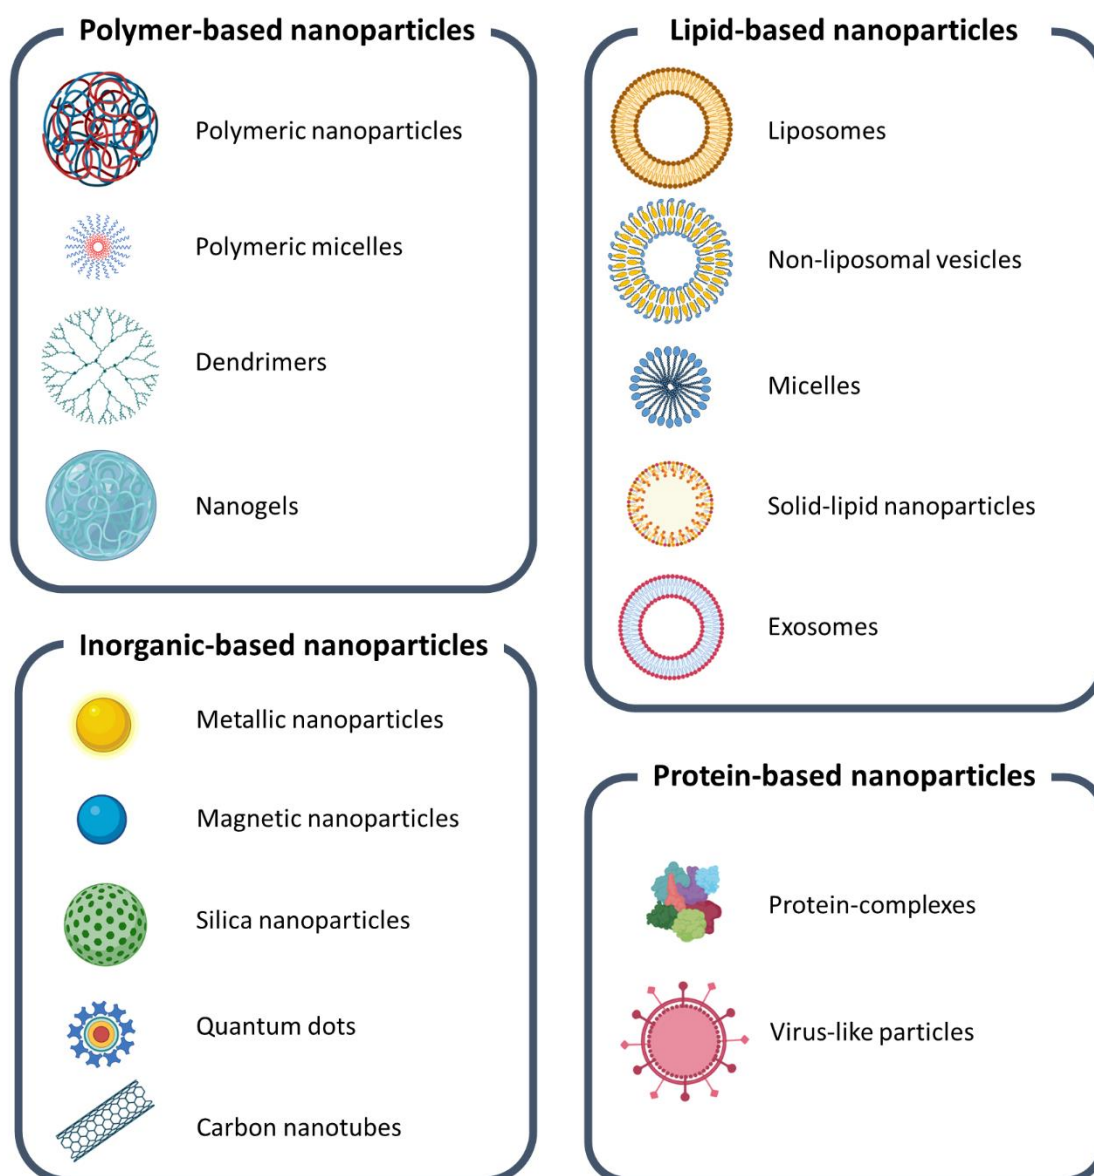 Polymer-based nanoparticles
Polymeric nanoparticles
Polymeric micelles
Dendrimers
Nanogels
Lipid-based nanoparticles
Liposomes
Non-liposomal vesicles
Micelles
Solid-lipid nanoparticles
Exosomes
Inorganic-based nanoparticles
Metallic nanoparticles
Magnetic nanoparticles
Silica nanoparticles
Quantum dots
Carbon nanotubes
Protein-based nanoparticles
Protein-complexes
Virus-like particles